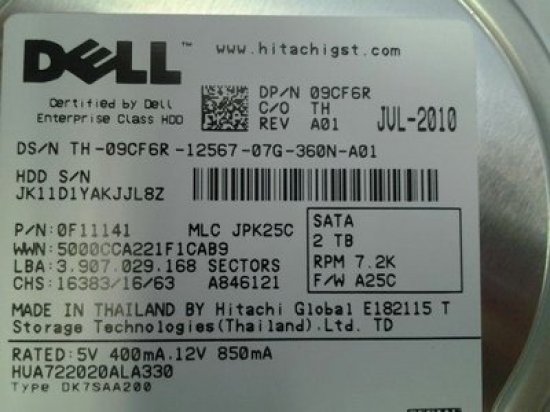 DELL™ www.hitachigst.com
Certified by Dell
Enterprise Class HDD
DP/N 09CF6R
C/O TH
REV A01 JUL-2010
DS/N TH-09CF6R-12567-07G-360N-A01
HDD S/N
JK11D1YAKJJL8Z
P/N:0F11141 MLC JPK25C
WWN:5000CCA221F1CAB9
LBA:3.907.029.168 SECTORS
CHS:16383/16/63 A846121
SATA
2 TB
RPM 7.2K
F/W A25C
MADE IN THAILAND BY Hitachi Global E182115 T
Storage Technologies(Thailand).Ltd. TD
RATED:5V 400mA.12V 850mA
HUA722020ALA330
Type DK7SAA200